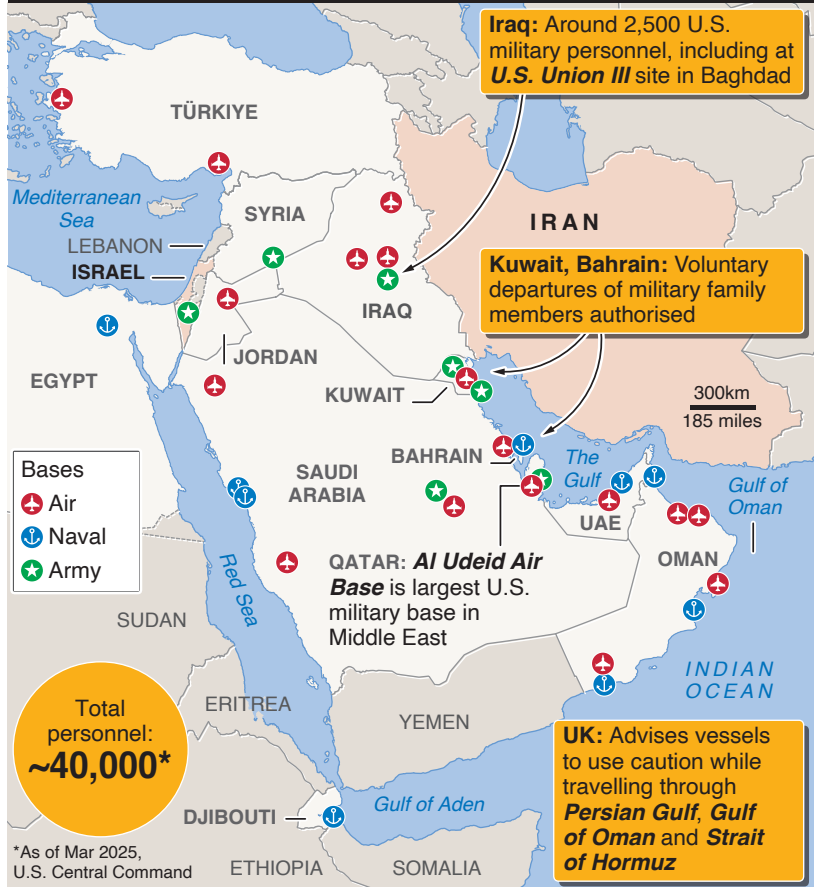 Iraq: Around 2,500 U.S.
military personnel, including at
U.S. Union III site in Baghdad
TÜRKIYE
Mediterranean
Sea
SYRIA
LEBANON
ISRAEL
IRAN
Kuwait, Bahrain: Voluntary
departures of military family
members authorised
IRAQ
JORDAN
EGYPT
KUWAIT
300km
185 miles
BAHRAIN
The
Gulf
Gulf of
Oman
SAUDI
ARABIA
Bases
Air
Naval
Army
UAE
OMAN
QATAR: Al Udeid Air
Base is largest U.S.
military base in
Middle East
Red Sea
SUDAN
INDIAN
OCEAN
Total
personnel:
~40,000*
ERITREA
YEMEN
UK: Advises vessels
to use caution while
travelling through
Persian Gulf, Gulf
of Oman and Strait
of Hormuz
DJIBOUTI
Gulf of Aden
*As of Mar 2025,
U.S. Central Command
ETHIOPIA
SOMALIA